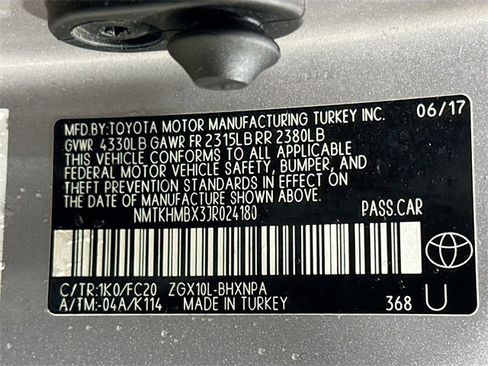 MFD.BY:TOYOTA MOTOR MANUFACTURING TURKEY INC. 06/17
GVWR 4330LB GAWR FR 2315LB RR 2380LB
THIS VEHICLE CONFORMS TO ALL APPLICABLE
FEDERAL MOTOR VEHICLE SAFETY, BUMPER, AND
THEFT PREVENTION STANDARDS IN EFFECT ON
THE DATE OF MANUFACTURE SHOWN ABOVE.
NMTKHMBX3JR024180 PASS.CAR
C/TR:1K0/FC20 ZGX10L-BHXNPA
A/TM:-04A/K114 MADE IN TURKEY 368 U